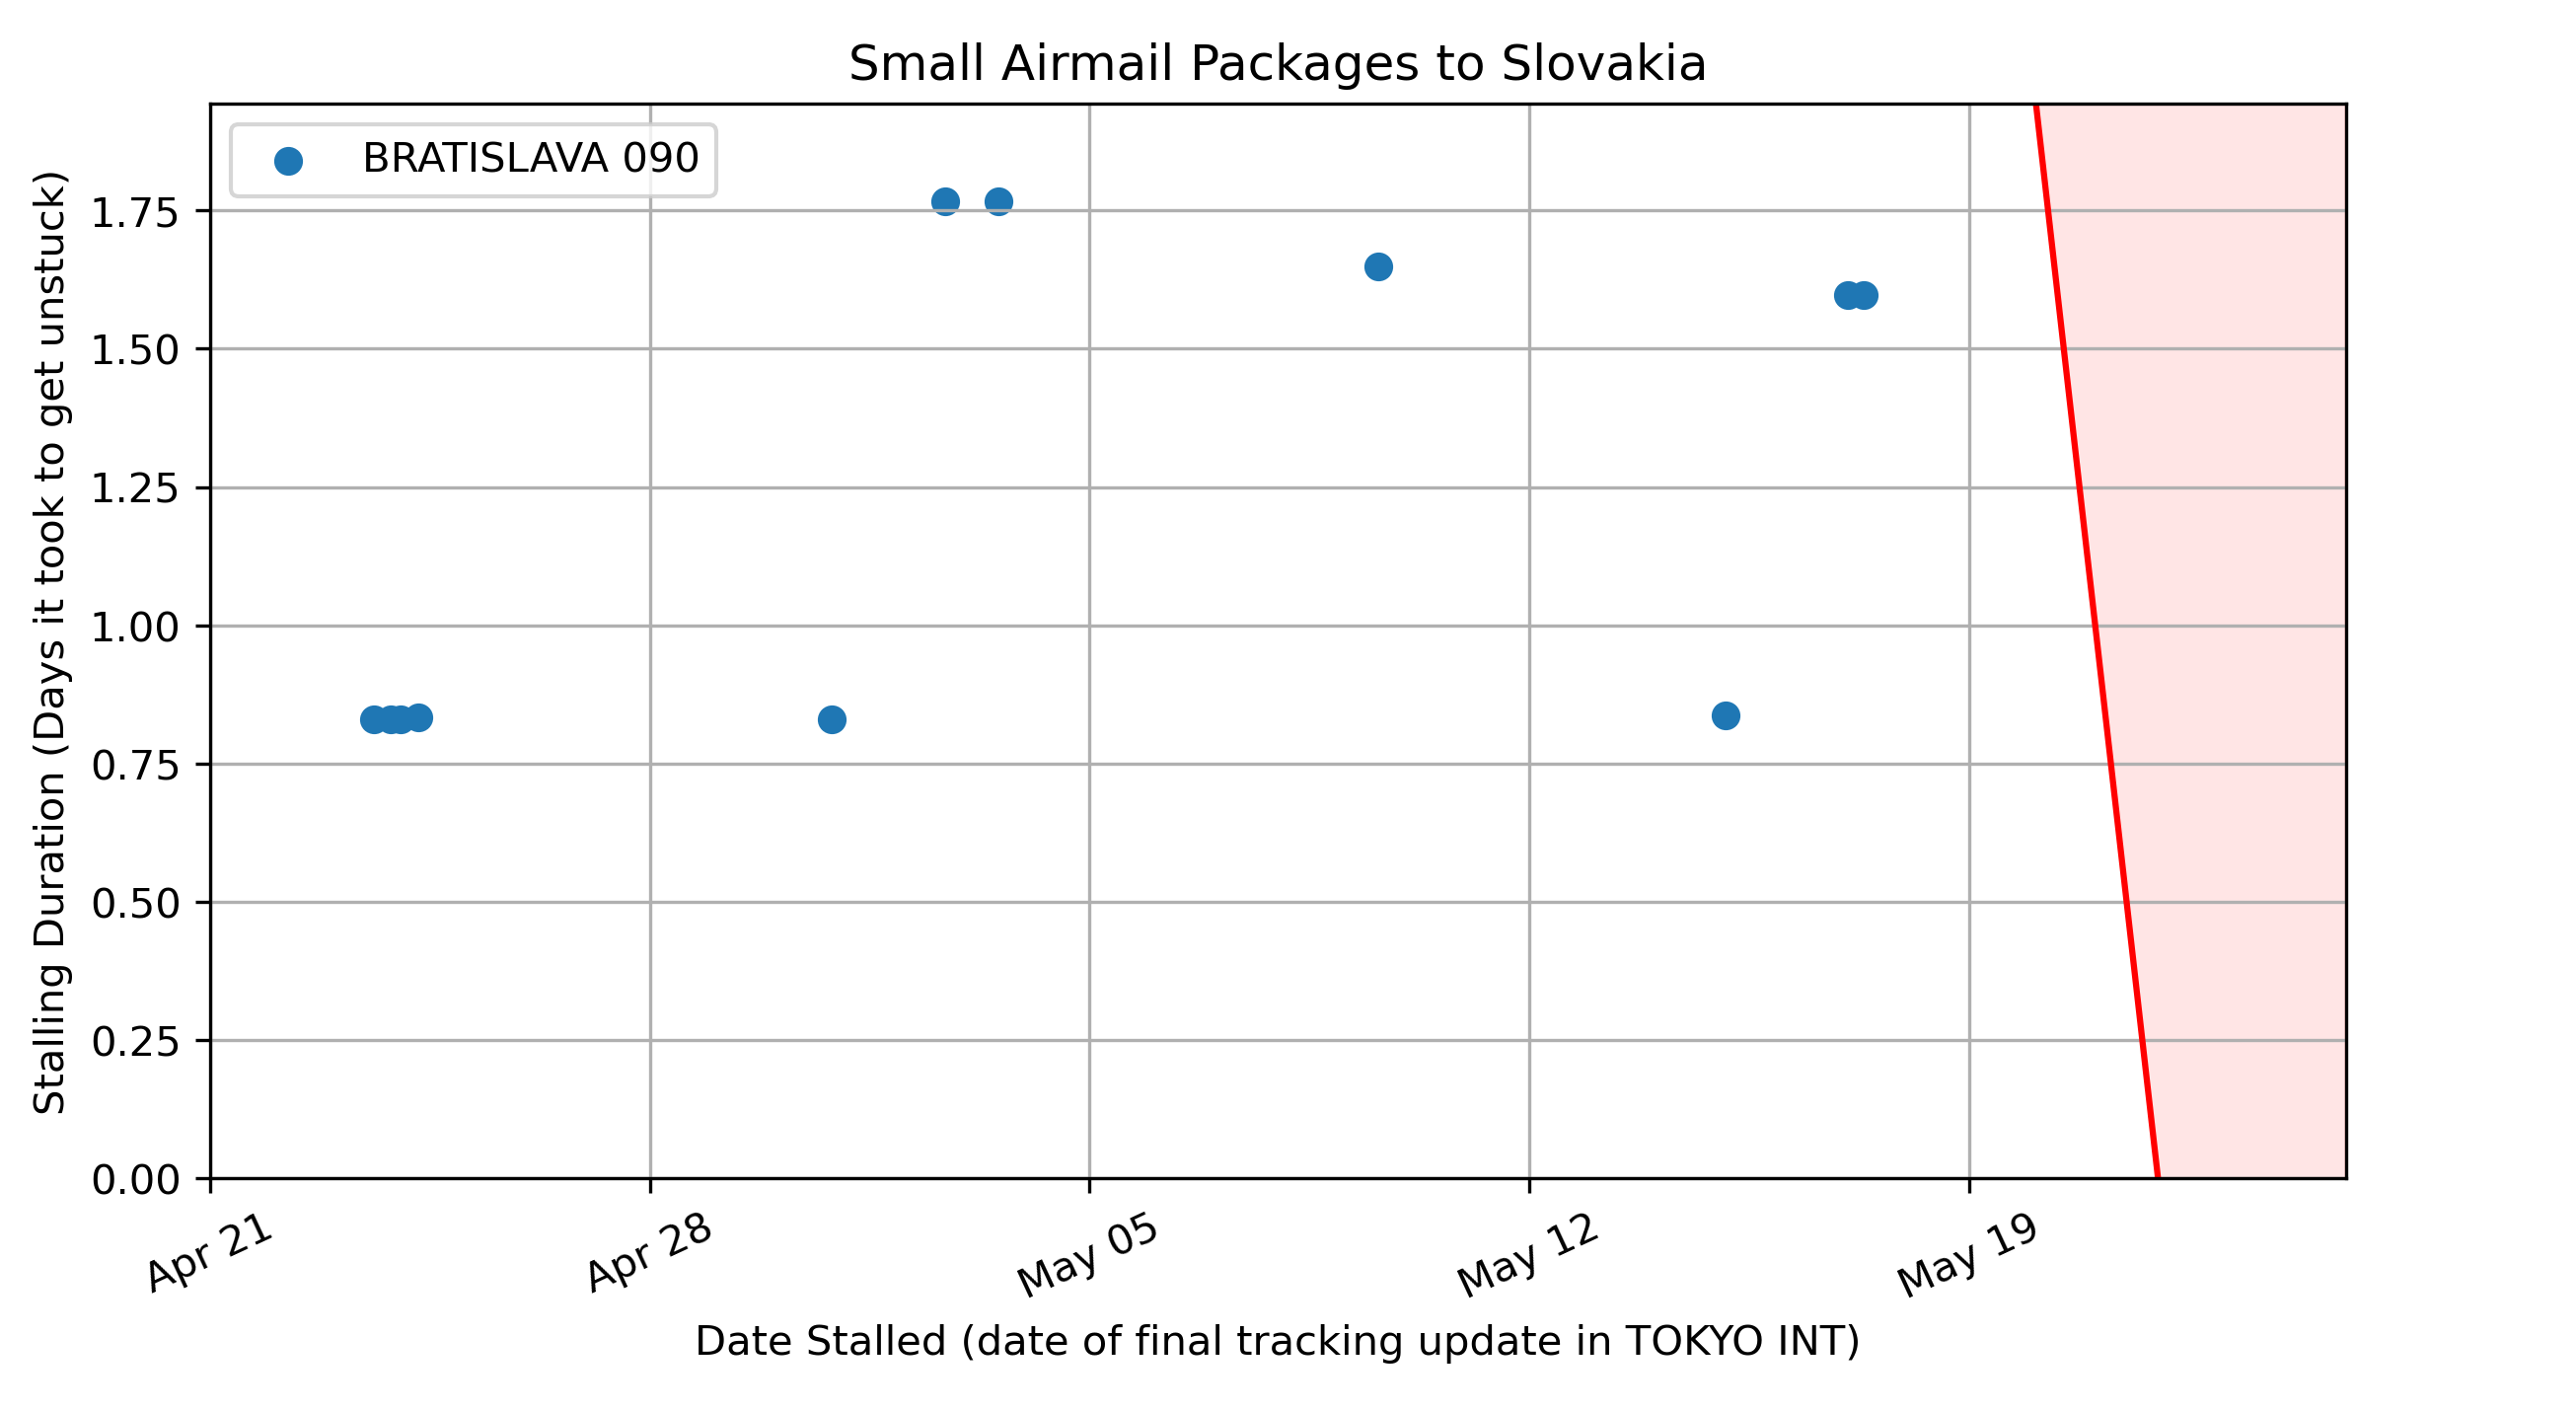 Small Airmail Packages to Slovakia
BRATISLAVA 090
Stalling Duration (Days it took to get unstuck)
1.75
1.50
1.25
1.00
0.75
0.50
0.25
0.00
Apr 21
Apr 28
May 05
May 12
May 19
Date Stalled (date of final tracking update in TOKYO INT)